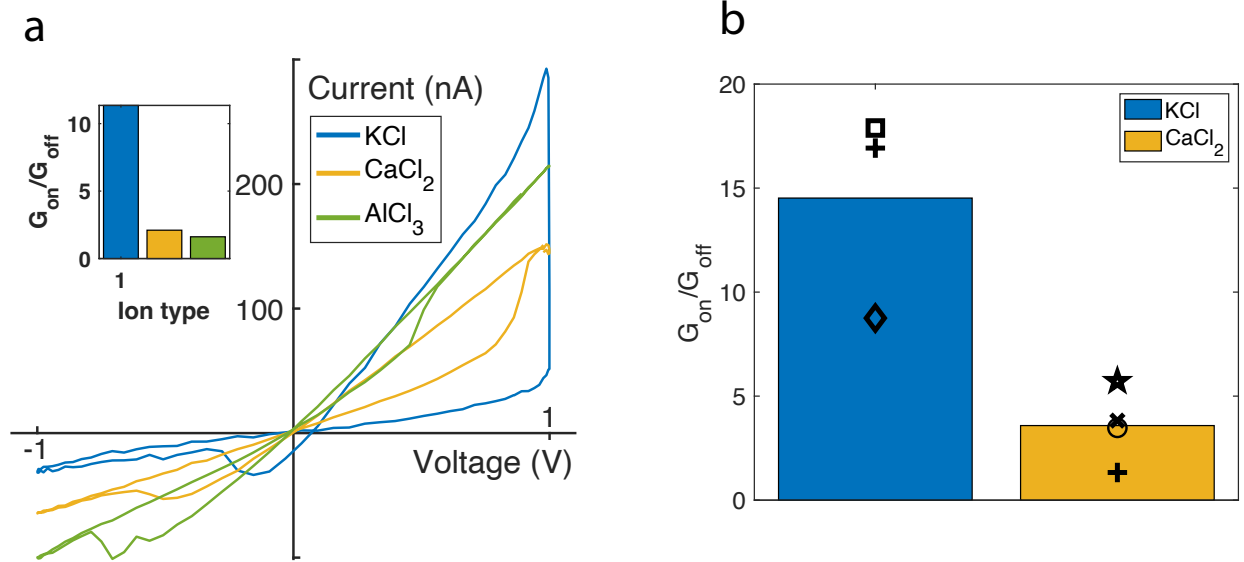 a
Current (nA)
KCl
CaCl2
AlCl3
200
100
-1
1
Voltage (V)
10
5
0
Gon/Goff
1
Ion type
b
20
15
10
5
0
Gon/Goff
KCl
CaCl2